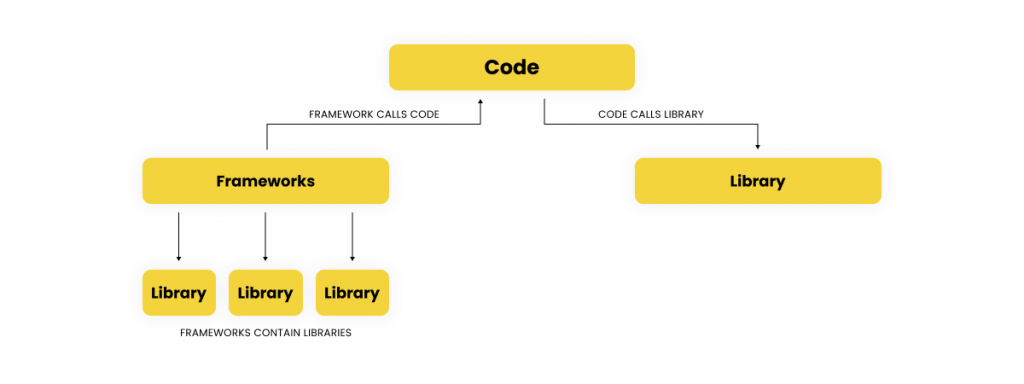 Code
FRAMEWORK CALLS CODE
CODE CALLS LIBRARY
Frameworks
Library
Library
Library
Library
FRAMEWORKS CONTAIN LIBRARIES